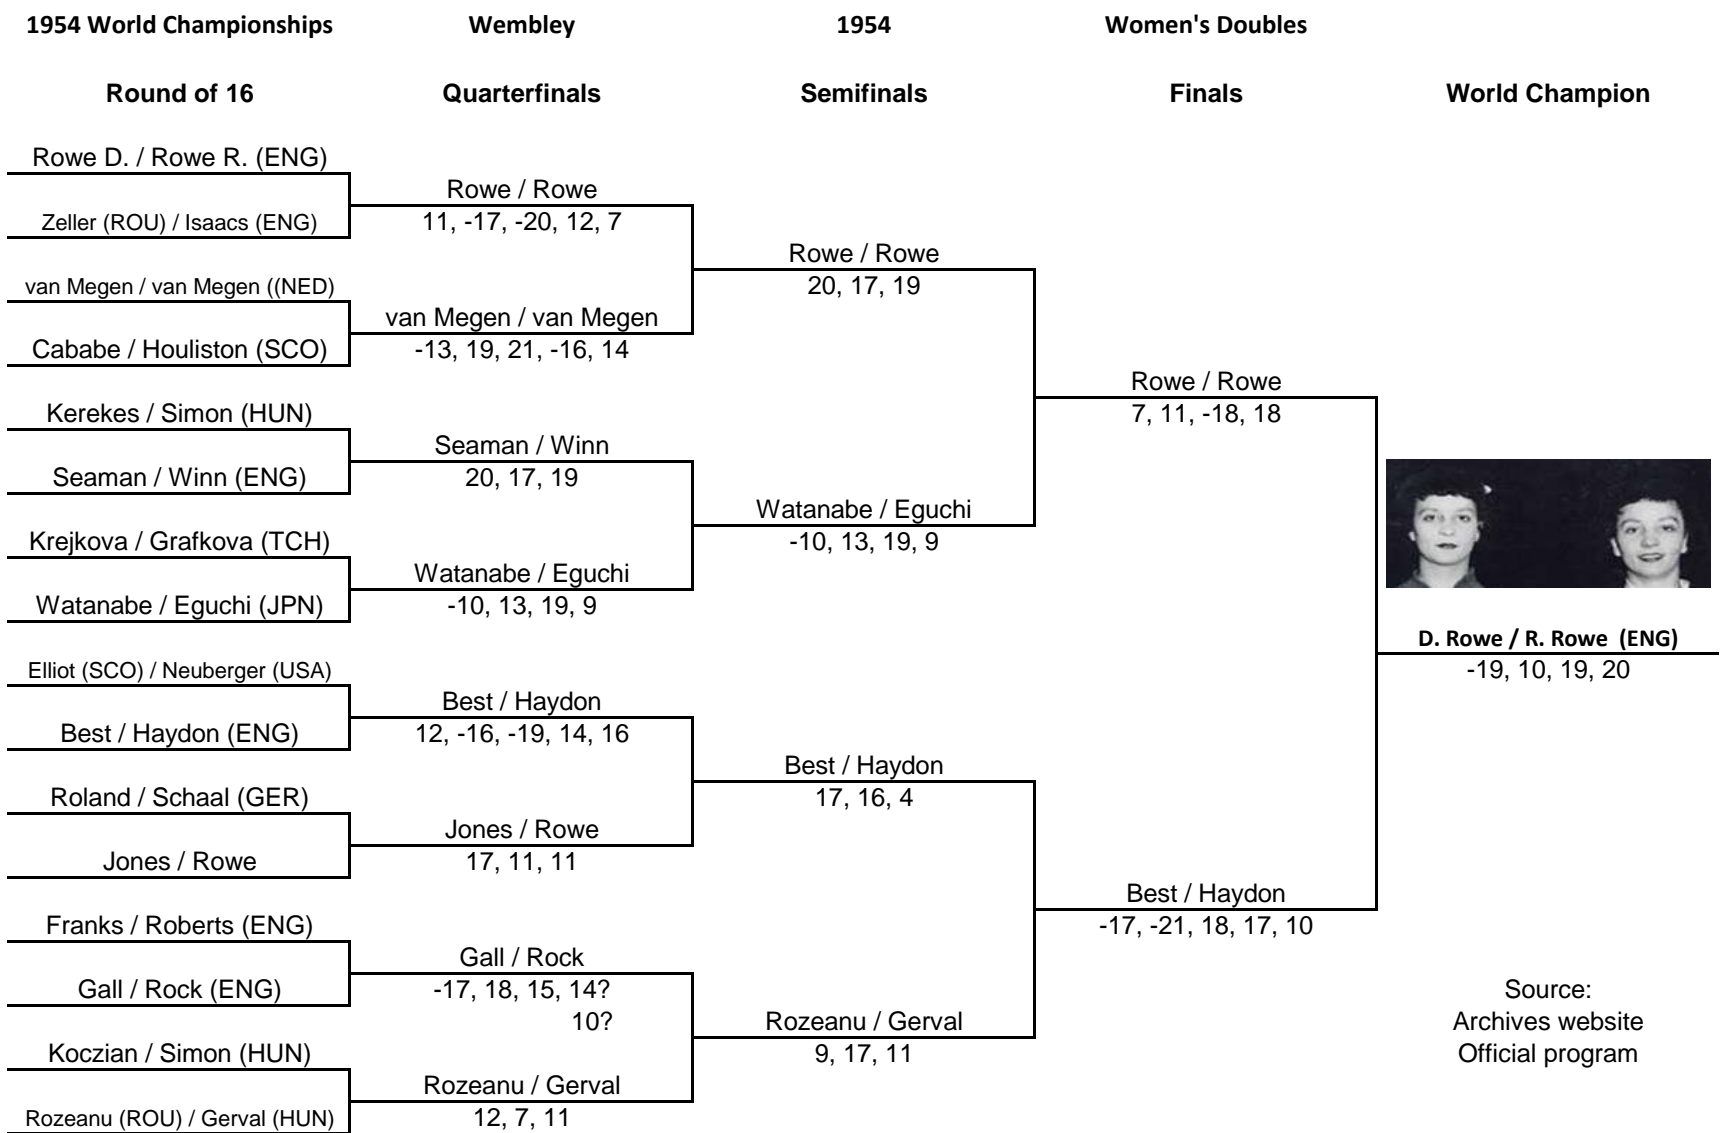 1954 World Championships Wembley 1954 Women's Doubles
Round of 16 Quarterfinals Semifinals Finals World Champion
Rowe D. / Rowe R. (ENG)
Rowe / Rowe
Zeller (ROU) / Isaacs (ENG)
11, -17, -20, 12, 7
Rowe / Rowe
van Megen / van Megen ((NED)
20, 17, 19
van Megen / van Megen
Cababe / Houliston (SCO)
-13, 19, 21, -16, 14
Rowe / Rowe
Kerekes / Simon (HUN)
7, 11, -18, 18
Seaman / Winn
Seaman / Winn (ENG)
20, 17, 19
Watanabe / Eguchi
Krejkova / Grafkova (TCH)
-10, 13, 19, 9
Watanabe / Eguchi
Watanabe / Eguchi (JPN)
-10, 13, 19, 9
D. Rowe / R. Rowe (ENG)
Elliot (SCO) / Neuberger (USA)
-19, 10, 19, 20
Best / Haydon
Best / Haydon (ENG)
12, -16, -19, 14, 16
Best / Haydon
Roland / Schaal (GER)
17, 16, 4
Jones / Rowe
Jones / Rowe
17, 11, 11
Best / Haydon
Franks / Roberts (ENG)
-17, -21, 18, 17, 10
Gall / Rock
Gall / Rock (ENG)
-17, 18, 15, 14?
Source:
10?
Rozeanu / Gerval
Archives website
Koczian / Simon (HUN)
9, 17, 11
Official program
Rozeanu / Gerval
Rozeanu (ROU) / Gerval (HUN)
12, 7, 11